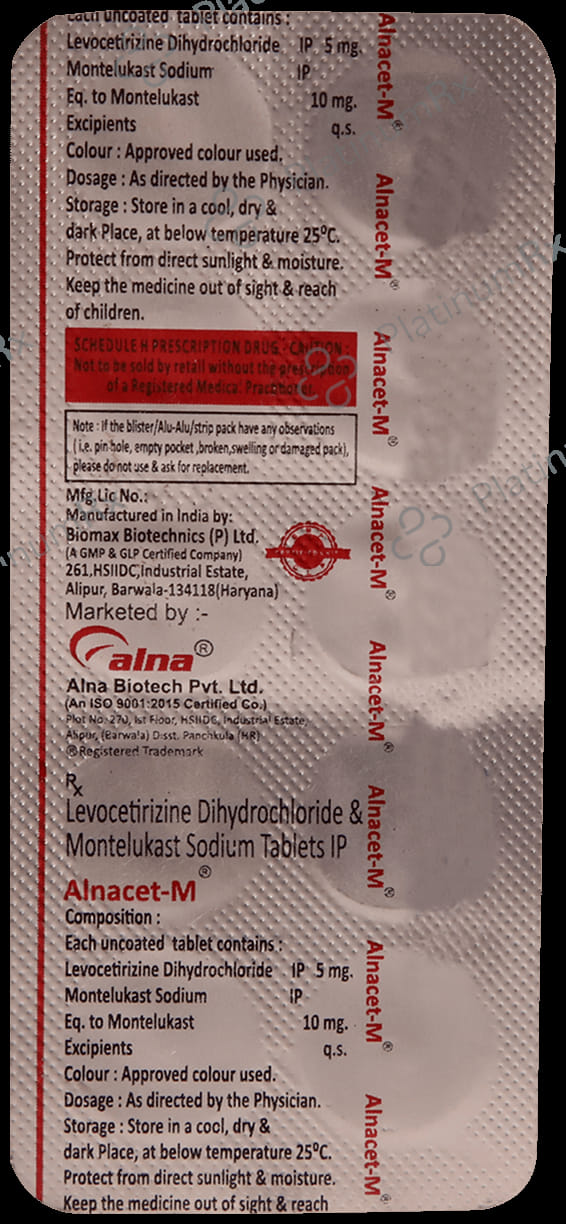 Each uncoated tablet contains :
Levocetirizine Dihydrochloride IP 5 mg.
Montelukast Sodium IP
Eq. to Montelukast 10 mg.
Excipients q.s.
Colour : Approved colour used.
Dosage : As directed by the Physician.
Storage : Store in a cool, dry &
dark Place, at below temperature 25°C.
Protect from direct sunlight & moisture.
Keep the medicine out of sight & reach
of children.
SCHEDULE H PRESCRIPTION DRUG - CAUTION -
Not to be sold by retail without the prescription
of a Registered Medical Practitioner.
Note : If the blister/Alu-Alu/strip pack have any observations
( i.e. pin hole, empty pocket ,broken,swelling or damaged pack),
please do not use & ask for replacement.
Mfg.Lic No.:
Manufactured in India by:
Biomax Biotechnics (P) Ltd.
(A GMP & GLP Certified Company)
261,HSIIDC,Industrial Estate,
Alipur, Barwala-134118(Haryana)
Marketed by :-
alna®
Alna Biotech Pvt. Ltd.
(An ISO 9001:2015 Certified Co.)
Plot No. 270, Ist Floor, HSIIDC, Industrial Estate,
Alipur, (Barwala) Disst. Panchkula (HR)
® Registered Trademark
Rx
Levocetirizine Dihydrochloride &
Montelukast Sodium Tablets IP
Alnacet-M®
Composition :
Each uncoated tablet contains :
Levocetirizine Dihydrochloride IP 5 mg.
Montelukast Sodium IP
Eq. to Montelukast 10 mg.
Excipients q.s.
Colour : Approved colour used.
Dosage : As directed by the Physician.
Storage : Store in a cool, dry &
dark Place, at below temperature 25°C.
Protect from direct sunlight & moisture.
Keep the medicine out of sight & reach
Alnacet-M®
Alnacet-M®
Alnacet-M®
Alnacet-M®
Alnacet-M®
Alnacet-M®
Alnacet-M®
Alnacet-M®
PlatinumRx